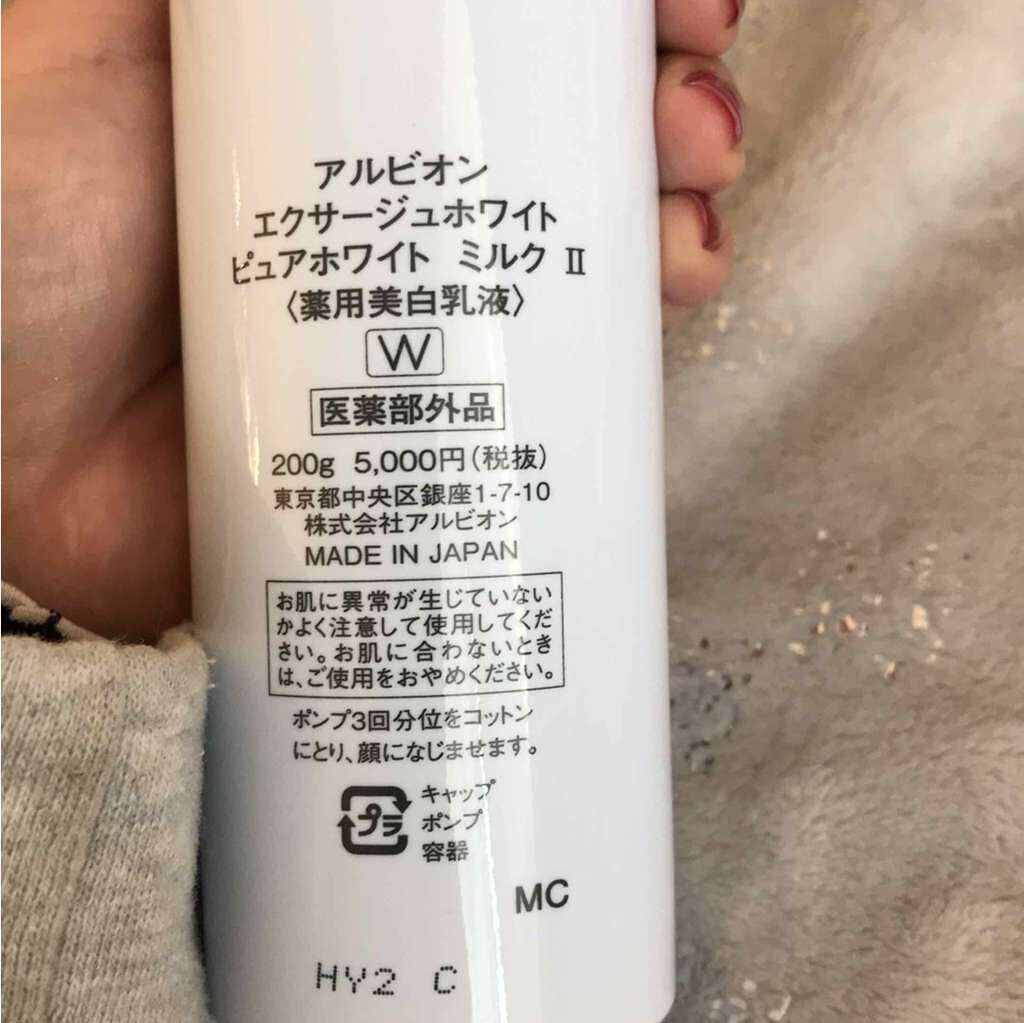 アルビオン
エクサージュホワイト
ピュアホワイト ミルク Ⅱ
〈薬用美白乳液〉
W
医薬部外品
200g 5,000円(税抜)
東京都中央区銀座1-7-10
株式会社アルビオン
MADE IN JAPAN
お肌に異常が生じていない
かよく注意して使用してくだ
さい。お肌に合わないとき
は、ご使用をおやめください。
ポンプ3回分位をコットン
にとり、顔になじませます。
プラ
キャップ
ポンプ
容器
MC
HY2 C